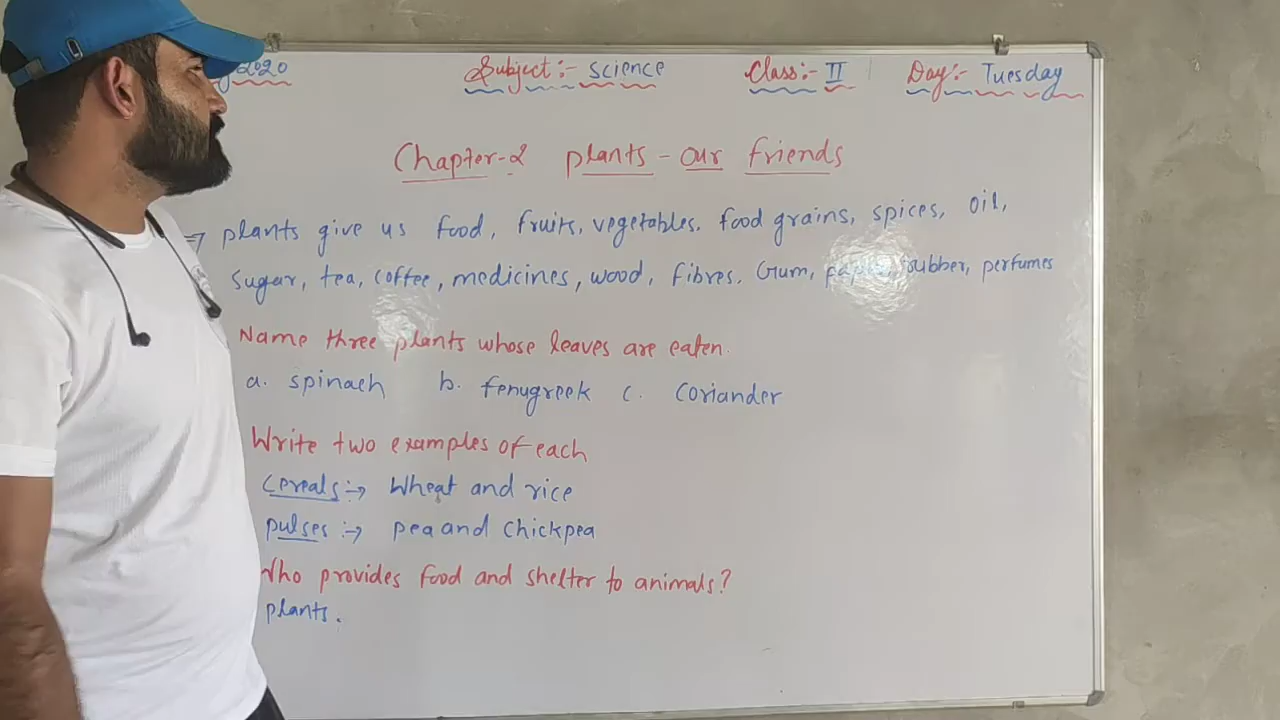 2020 Subject:- science Class:- II Day:- Tuesday
Chapter-2 plants - our friends
→ plants give us food, fruits, vegetables. food grains, spices, oil,
Sugar, tea, coffee, medicines, wood, fibres. Gum, rubber, perfumes
Name three plants whose leaves are eaten.
a. spinach b. fenugreek c. coriander
Write two examples of each
Cereals :→ Wheat and rice
pulses :→ pea and chickpea
Who provides food and shelter to animals?
plants.